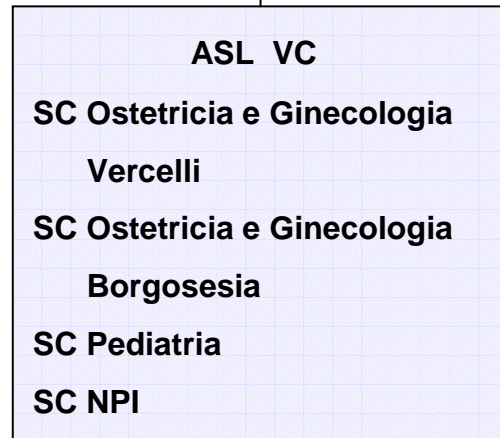 ASL VC
SC Ostetricia e Ginecologia
Vercelli
SC Ostetricia e Ginecologia
Borgosesia
SC Pediatria
SC NPI